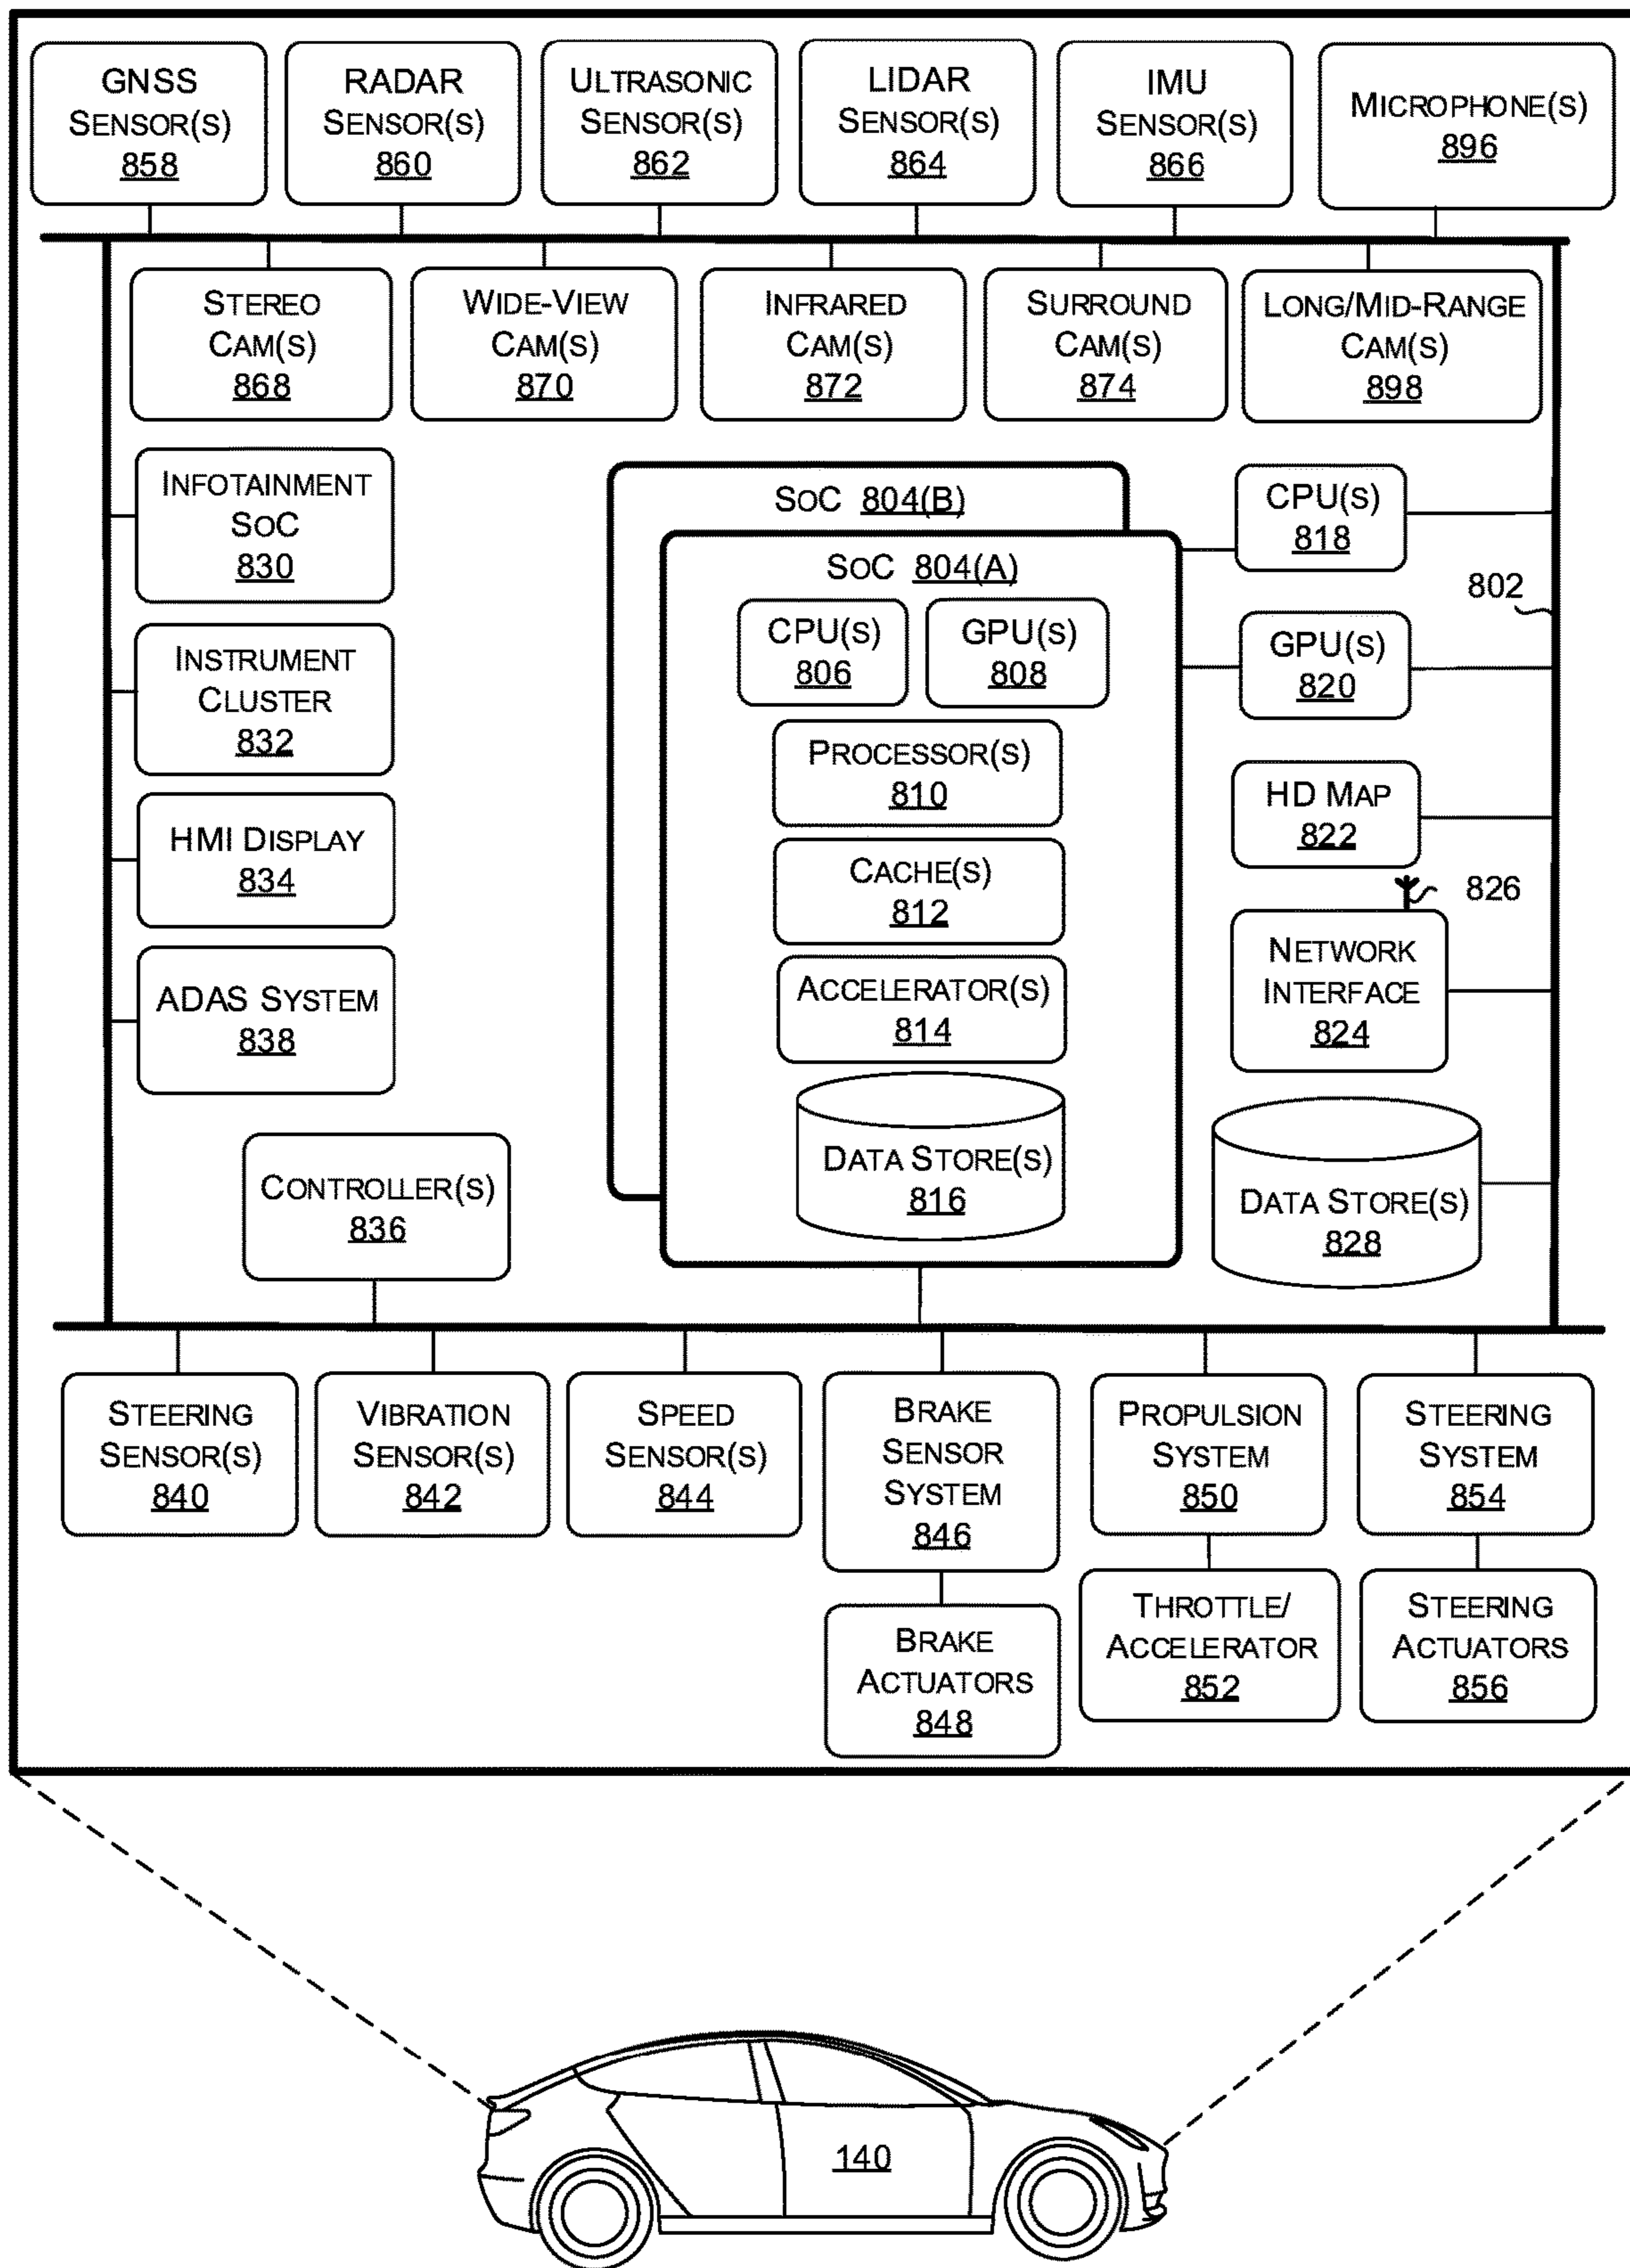 GNSS
SENSOR(S)
858
RADAR
SENSOR(S)
860
ULTRASONIC
SENSOR(S)
862
LIDAR
SENSOR(S)
864
IMU
SENSOR(S)
866
MICROPHONE(S)
896
STEREO
CAM(S)
868
WIDE-VIEW
CAM(S)
870
INFRARED
CAM(S)
872
SURROUND
CAM(S)
874
LONG/MID-RANGE
CAM(S)
898
INFOTAINMENT
SOC
830
INSTRUMENT
CLUSTER
832
HMI DISPLAY
834
ADAS SYSTEM
838
CONTROLLER(S)
836
SOC 804(B)
SOC 804(A)
CPU(S)
806
GPU(S)
808
PROCESSOR(S)
810
CACHE(S)
812
ACCELERATOR(S)
814
DATA STORE(S)
816
CPU(S)
818
802
GPU(S)
820
HD MAP
822
826
NETWORK
INTERFACE
824
DATA STORE(S)
828
STEERING
SENSOR(S)
840
VIBRATION
SENSOR(S)
842
SPEED
SENSOR(S)
844
BRAKE
SENSOR
SYSTEM
846
PROPULSION
SYSTEM
850
STEERING
SYSTEM
854
BRAKE
ACTUATORS
848
THROTTLE/
ACCELERATOR
852
STEERING
ACTUATORS
856
140